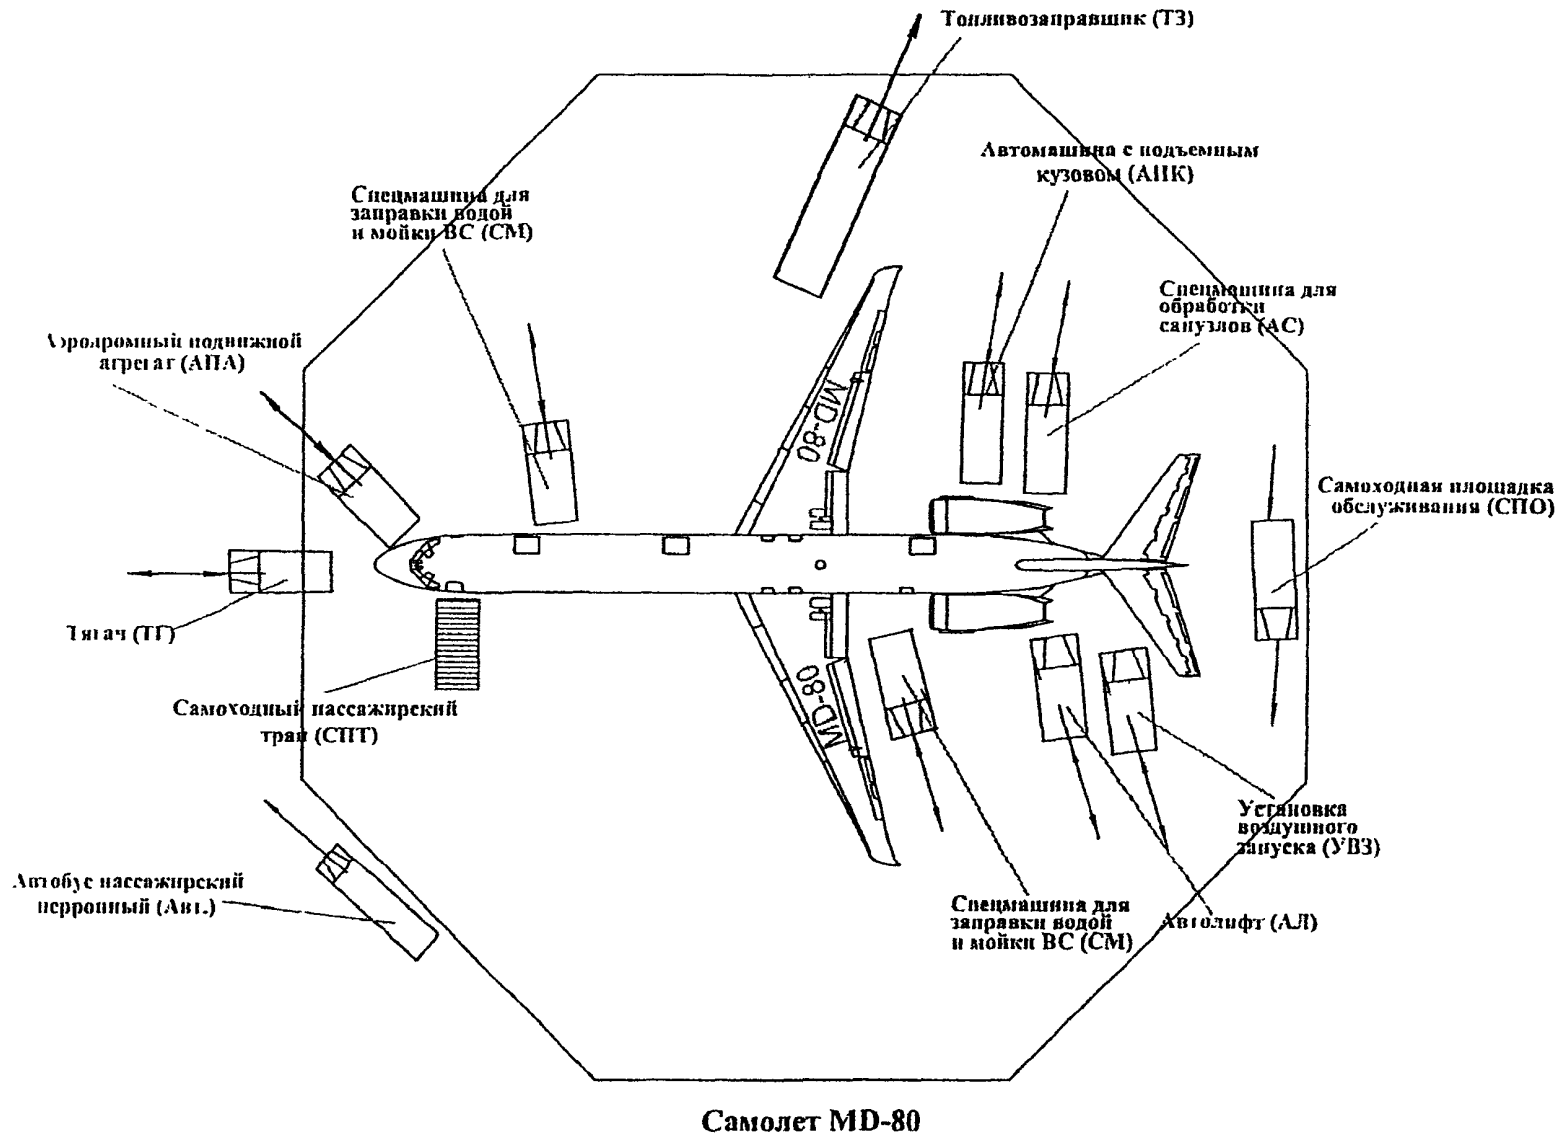 Топливозаправщик (ТЗ)
Автомашина с подъемным
кузовом (АПК)
Спецмашина для
заправки водой
и мойки ВС (СМ)
Спецмашина для
обработки
санузлов (АС)
Аэродромный подвижной
агрегат (АПА)
MD-80
Самоходная площадка
обслуживания (СПО)
Тягач (ТГ)
MD-80
Самоходный пассажирский
трап (СПТ)
Установка
воздушного
запуска (УВЗ)
Автобус пассажирский
перронный (Авт.)
Спецмашина для
заправки водой
и мойки ВС (СМ)
Автолифт (АЛ)
Самолет MD-80